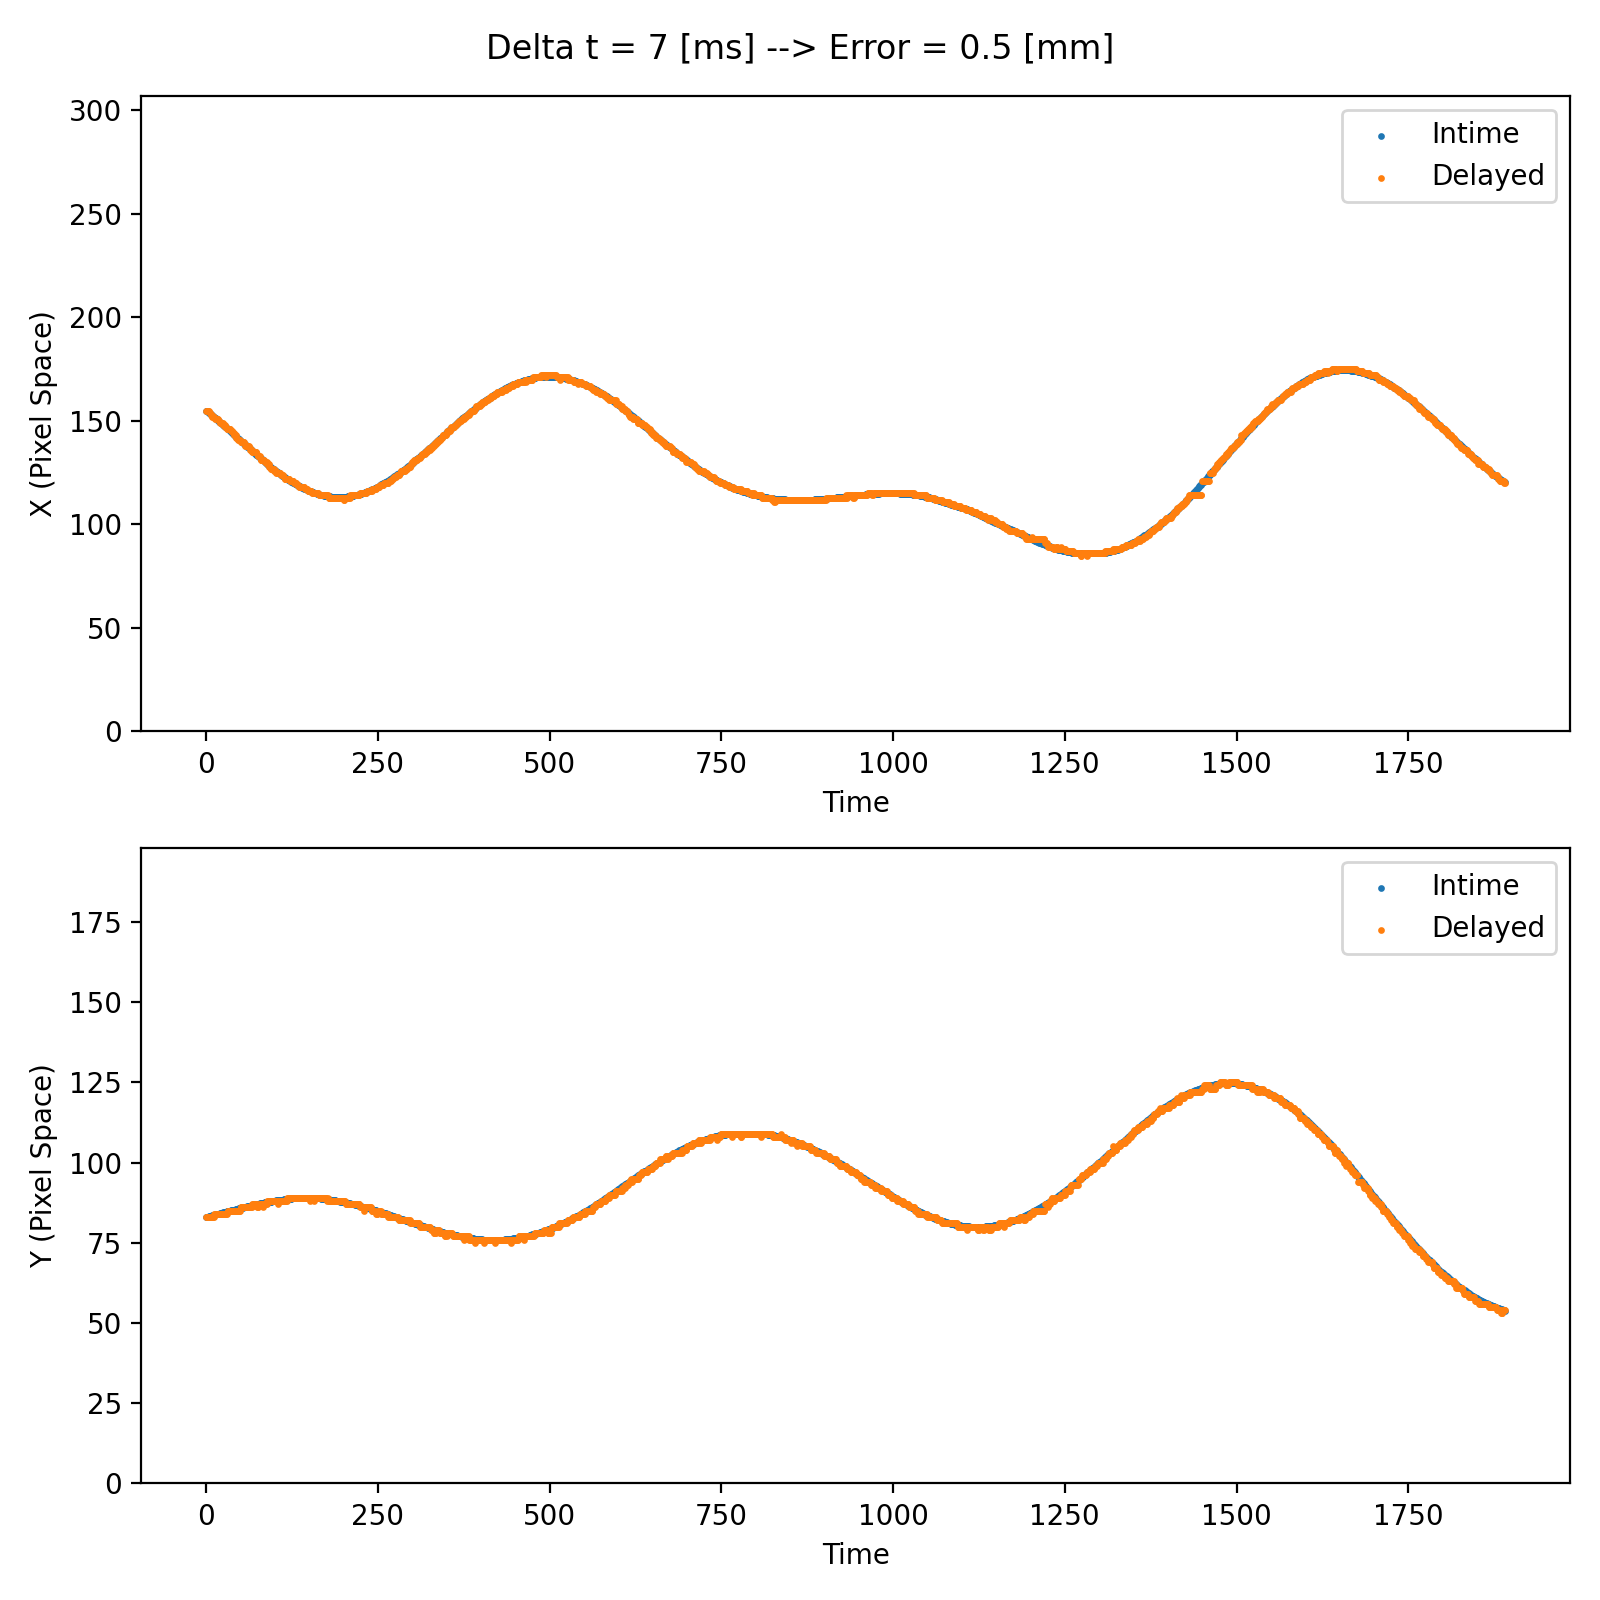 Delta t = 7 [ms] --> Error = 0.5 [mm]
300
250
200
150
100
50
0
X (Pixel Space)
Intime
Delayed
0 250 500 750 1000 1250 1500 1750
Time
175
150
125
100
75
50
25
0
Y (Pixel Space)
Intime
Delayed
0 250 500 750 1000 1250 1500 1750
Time